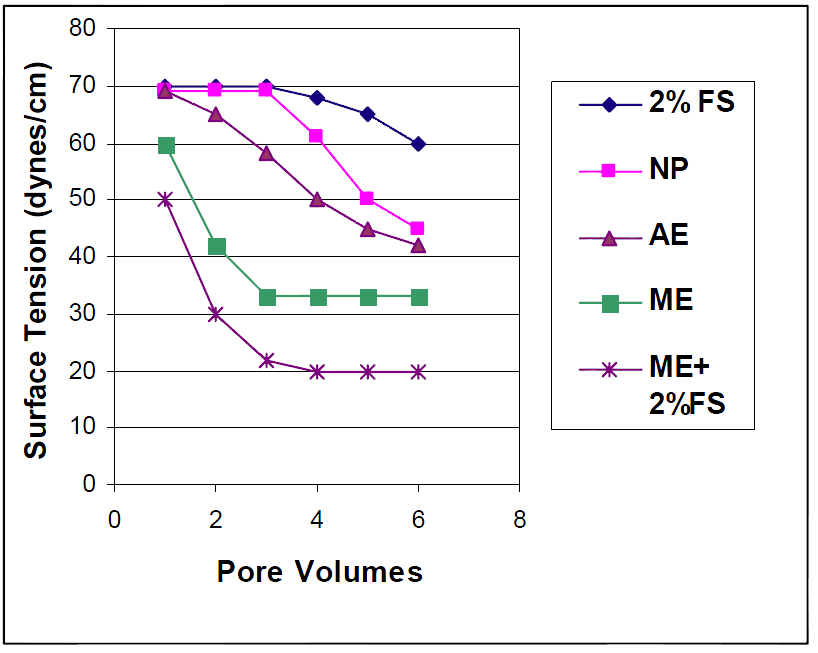 80
70
60
50
40
30
20
10
0
0 2 4 6 8
Surface Tension (dynes/cm)
Pore Volumes
2% FS
NP
AE
ME
ME+
2%FS